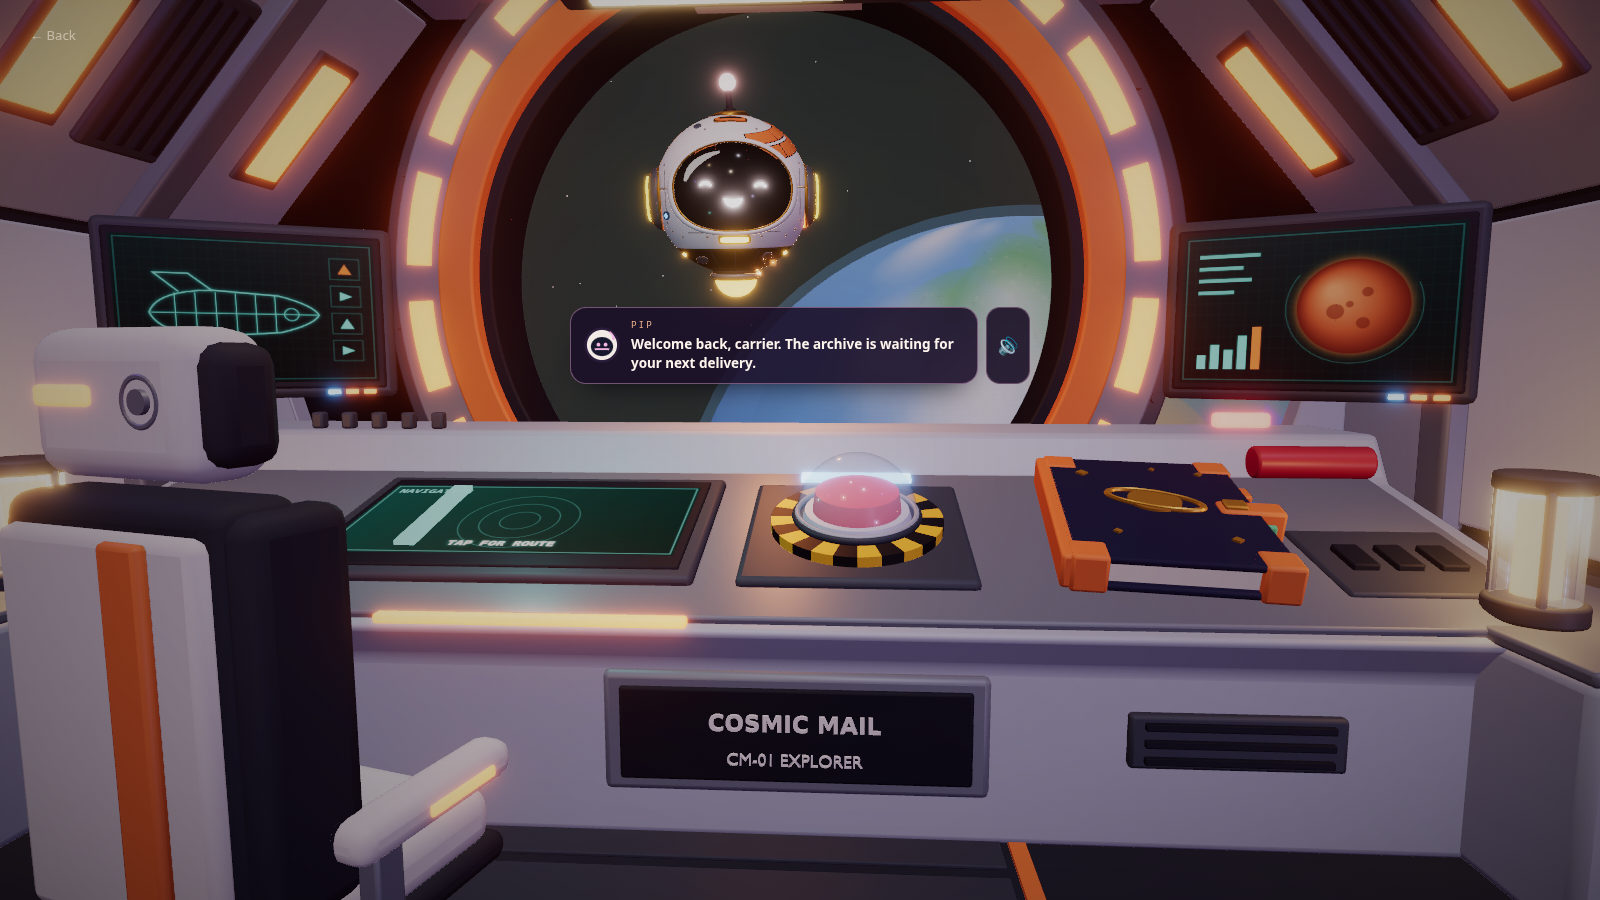 ← Back
PIP
Welcome back, carrier. The archive is waiting for
your next delivery.
TAP FOR ROUTE
COSMIC MAIL
CM-01 EXPLORER